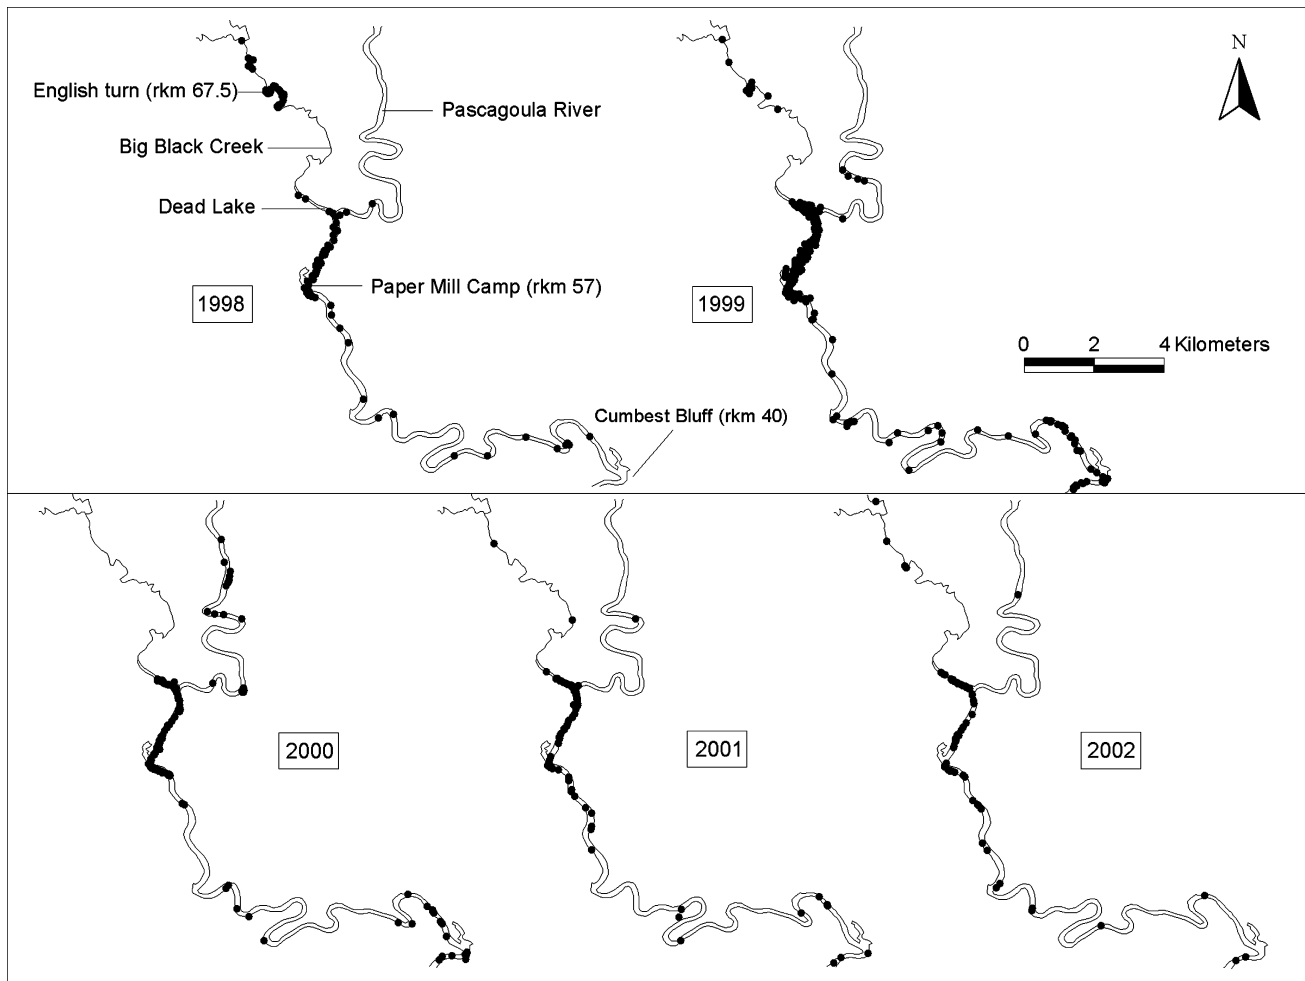 N
English turn (rkm 67.5)
Pascagoula River
Big Black Creek
Dead Lake
Paper Mill Camp (rkm 57)
1998
1999
0 2 4 Kilometers
Cumbest Bluff (rkm 40)
2000
2001
2002